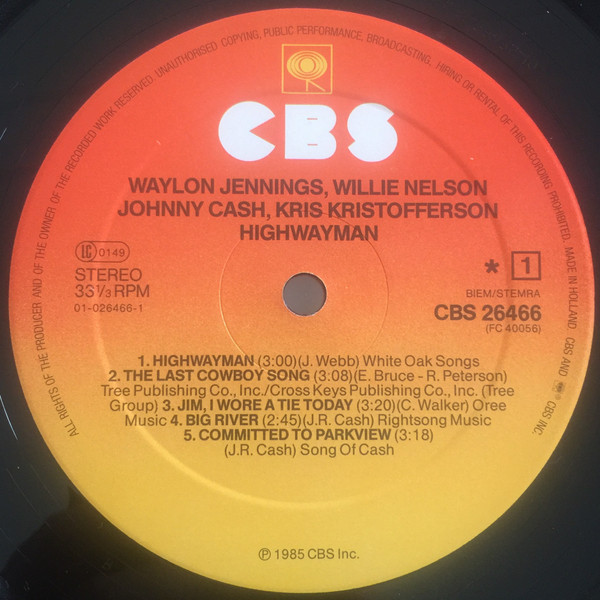 ALL RIGHTS OF THE PRODUCER AND OF THE OWNER OF THE RECORDED WORK RESERVED. UNAUTHORISED COPYING, PUBLIC PERFORMANCE, BROADCASTING, HIRING OR RENTAL OF THIS RECORDING PROHIBITED. MADE IN HOLLAND. CBS AND CBS INC.
CBS
WAYLON JENNINGS, WILLIE NELSON
JOHNNY CASH, KRIS KRISTOFFERSON
HIGHWAYMAN
LC 0149
STEREO
33⅓ RPM
01-026466-1
* 1
BIEM/STEMRA
CBS 26466
(FC 40056)
1. HIGHWAYMAN (3:00)(J. Webb) White Oak Songs
2. THE LAST COWBOY SONG (3:08)(E. Bruce - R. Peterson)
Tree Publishing Co., Inc./Cross Keys Publishing Co., Inc. (Tree
Group) 3. JIM, I WORE A TIE TODAY (3:20)(C. Walker) Oree
Music 4. BIG RIVER (2:45)(J.R. Cash) Rightsong Music
5. COMMITTED TO PARKVIEW (3:18)
(J.R. Cash) Song Of Cash
℗ 1985 CBS Inc.